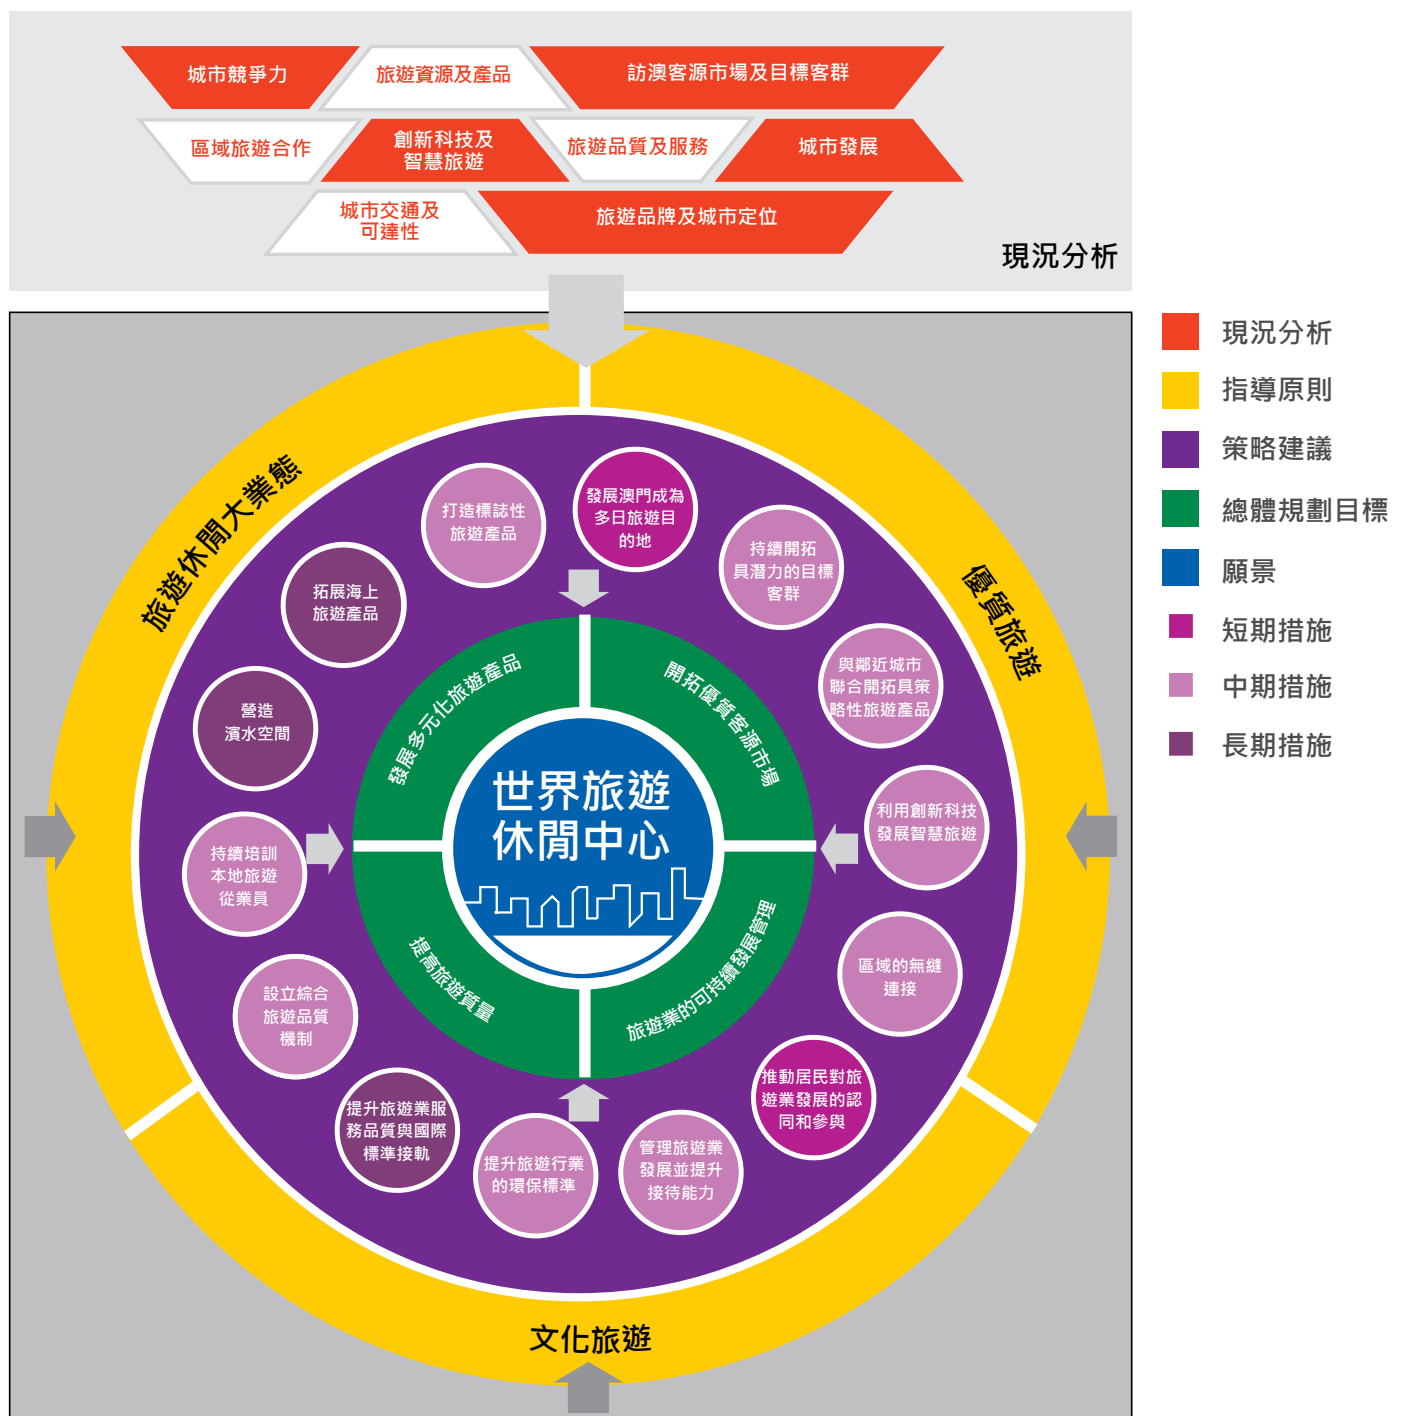 城市競爭力
旅遊資源及產品
訪澳客源市場及目標客群
區域旅遊合作
創新科技及
智慧旅遊
旅遊品質及服務
城市發展
城市交通及
可達性
旅遊品牌及城市定位
現況分析
現況分析
指導原則
策略建議
總體規劃目標
願景
短期措施
中期措施
長期措施
旅遊休閒大業態
優質旅遊
文化旅遊
發展澳門成為
多日旅遊目
的地
持續開拓
具潛力的目標
客群
與鄰近城市
聯合開拓具策
略性旅遊產品
利用創新科技
發展智慧旅遊
區域的無縫
連接
推動居民對旅
遊業發展的認
同和參與
管理旅遊業
發展並提升
接待能力
提升旅遊行業
的環保標準
提升旅遊業服
務品質與國際
標準接軌
設立綜合
旅遊品質
機制
持續培訓
本地旅遊
從業員
營造
濱水空間
拓展海上
旅遊產品
打造標誌性
旅遊產品
發展多元化旅遊產品
開拓優質客源市場
旅遊業的可持續發展管理
提高旅遊質量
世界旅遊
休閒中心